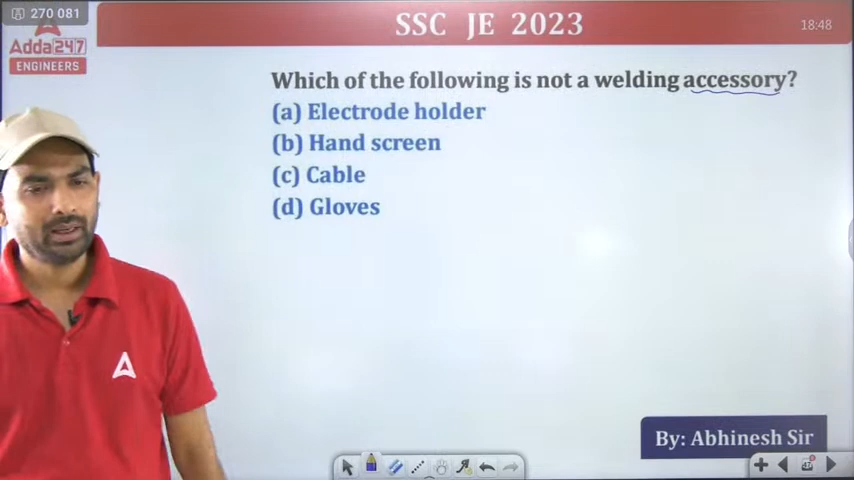 270 081
SSC JE 2023
18:48
Adda247
ENGINEERS
Which of the following is not a welding accessory?
(a) Electrode holder
(b) Hand screen
(c) Cable
(d) Gloves
By: Abhinesh Sir